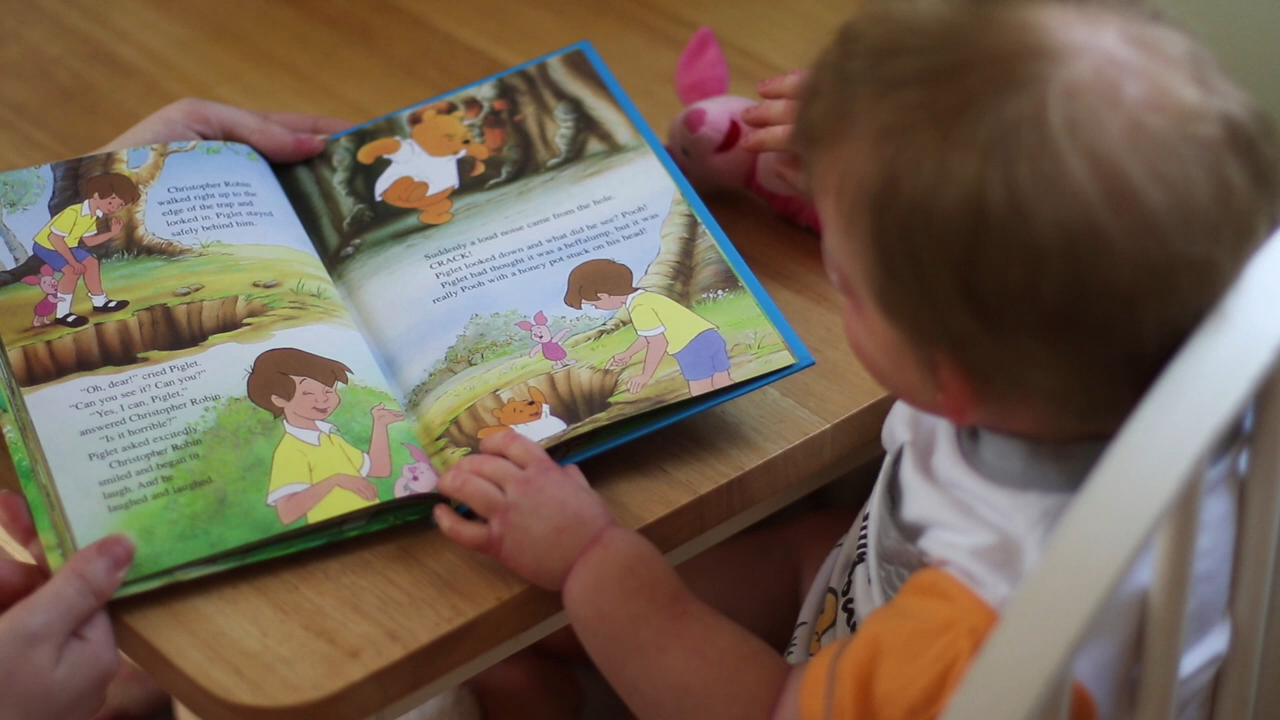 Christopher Robin
walked right up to the
edge of the trap and
looked in. Piglet stayed
safely behind him.
"Oh, dear!" cried Piglet.
"Can you see it? Can you?"
"Yes, I can, Piglet,"
answered Christopher Robin.
"Is it horrible?"
Piglet asked excitedly.
Christopher Robin
smiled and began to
laugh. And he
laughed and laughed
Suddenly a loud noise came from the hole.
CRACK!
Piglet looked down and what did he see? Pooh!
Piglet had thought it was a heffalump, but it was
really Pooh with a honey pot stuck on his head!